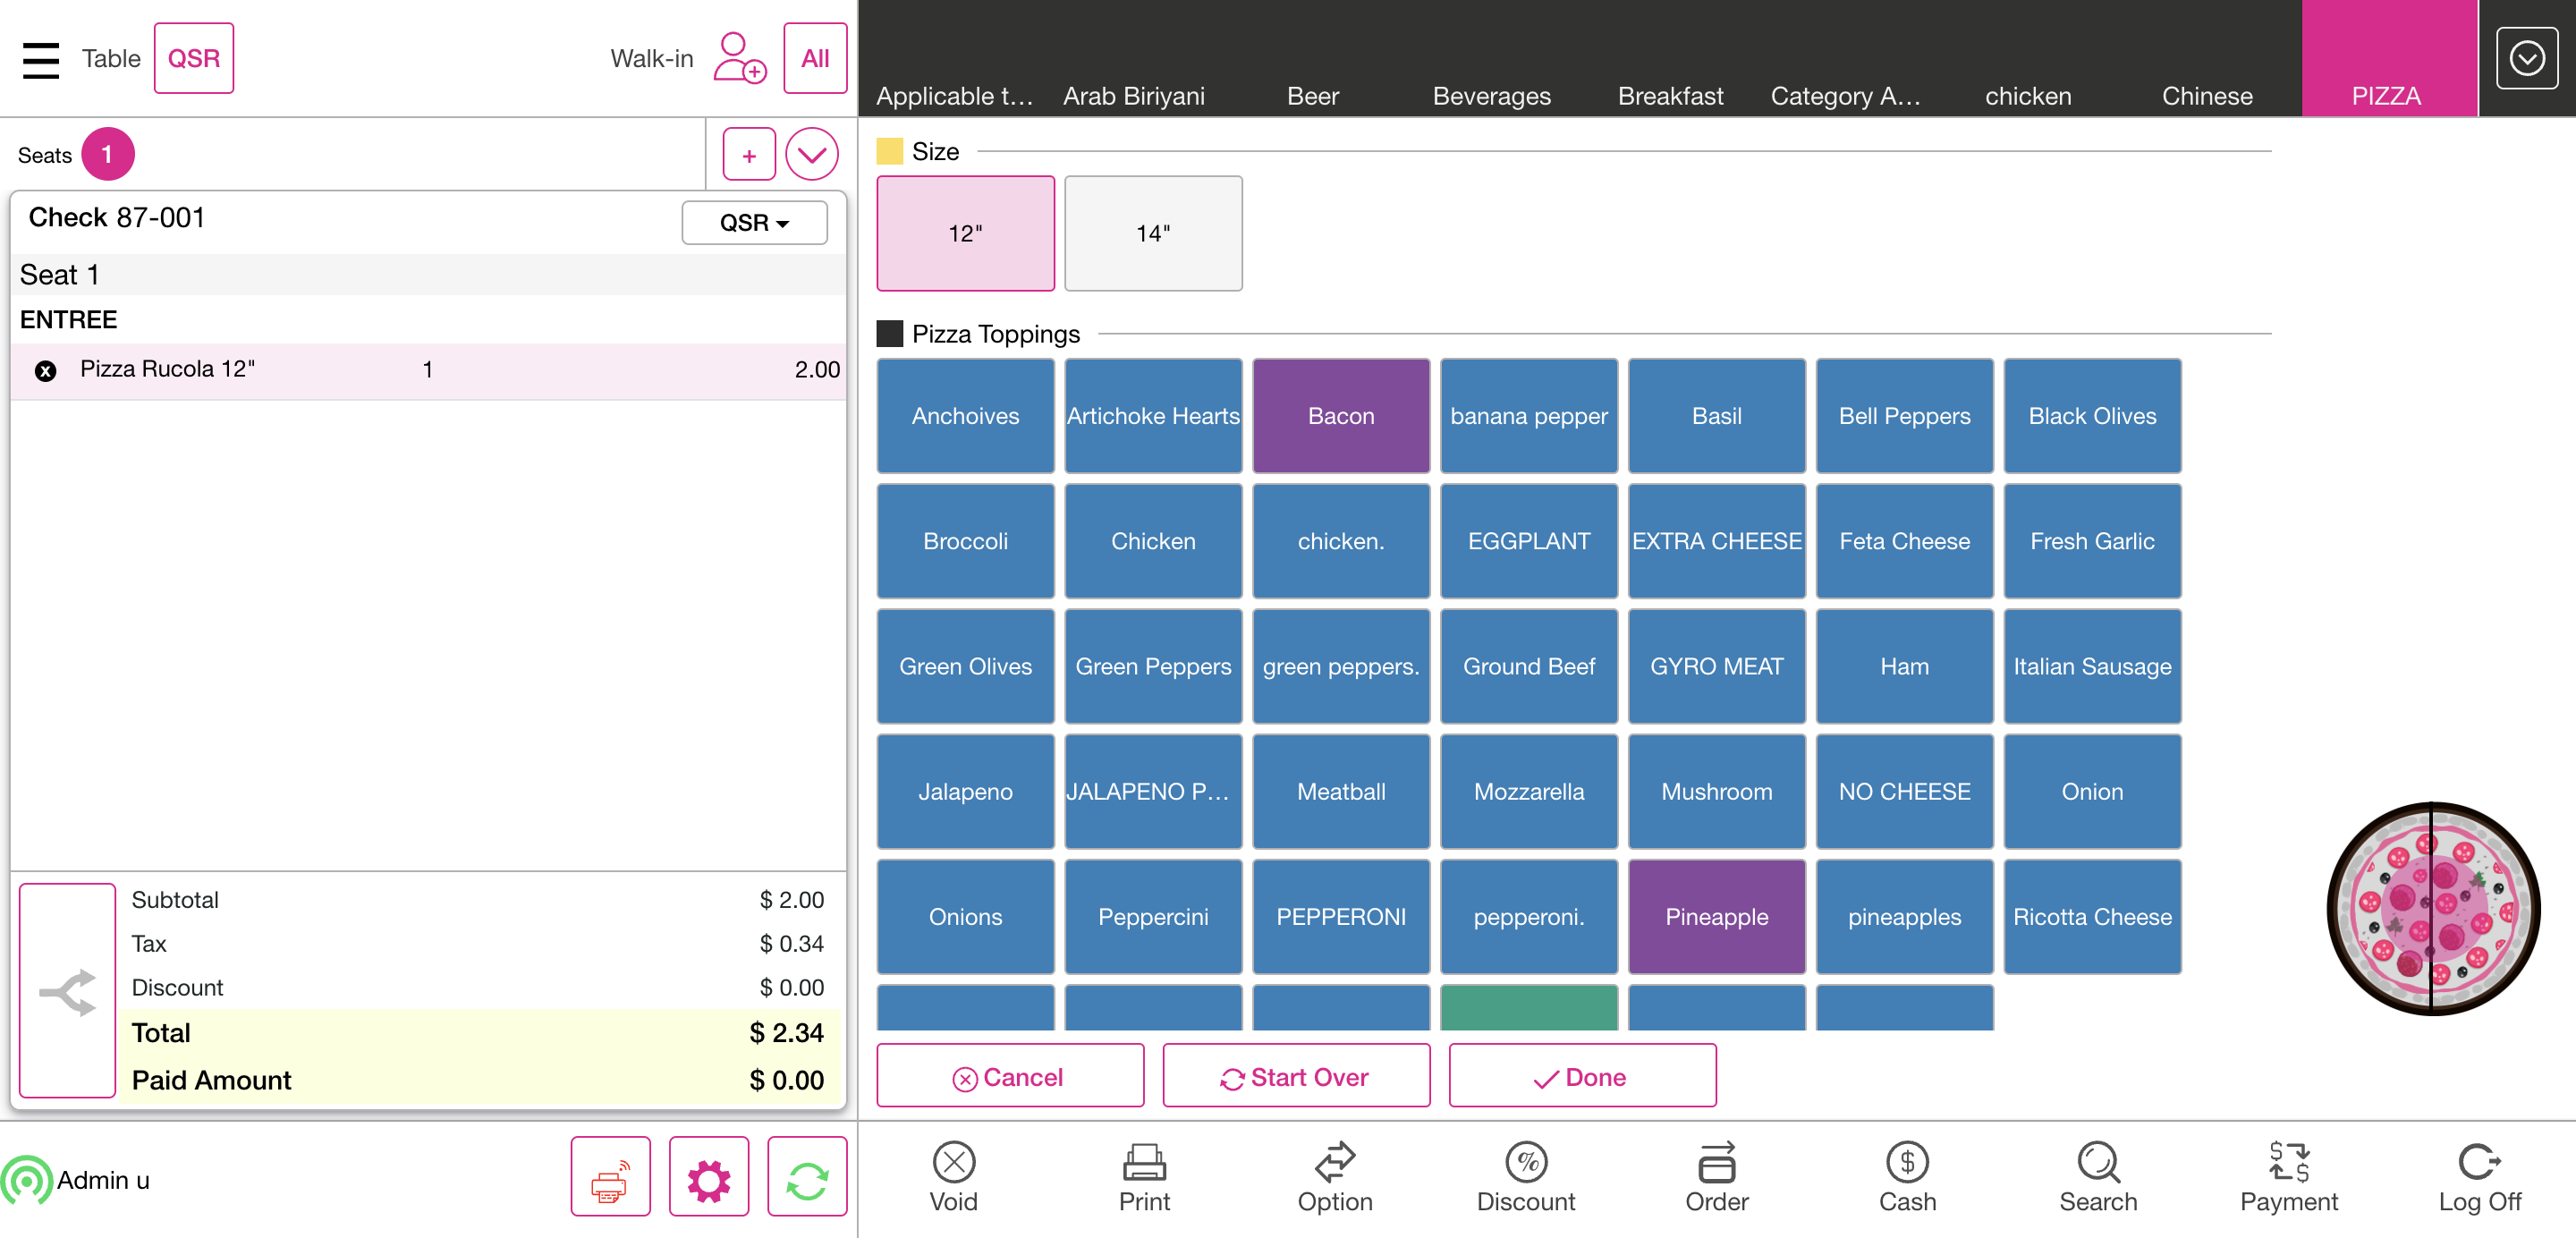 Table QSR Walk-in All
Applicable t... Arab Biriyani Beer Beverages Breakfast Category A... chicken Chinese PIZZA
Seats 1 +
Check 87-001 QSR
Seat 1
ENTREE
x Pizza Rucola 12" 1 2.00
Subtotal $ 2.00
Tax $ 0.34
Discount $ 0.00
Total $ 2.34
Paid Amount $ 0.00
Admin u
Size
12" 14"
Pizza Toppings
Anchoives Artichoke Hearts Bacon banana pepper Basil Bell Peppers Black Olives
Broccoli Chicken chicken. EGGPLANT EXTRA CHEESE Feta Cheese Fresh Garlic
Green Olives Green Peppers green peppers. Ground Beef GYRO MEAT Ham Italian Sausage
Jalapeno JALAPENO P... Meatball Mozzarella Mushroom NO CHEESE Onion
Onions Peppercini PEPPERONI pepperoni. Pineapple pineapples Ricotta Cheese
Cancel Start Over Done
Void Print Option Discount Order Cash Search Payment Log Off